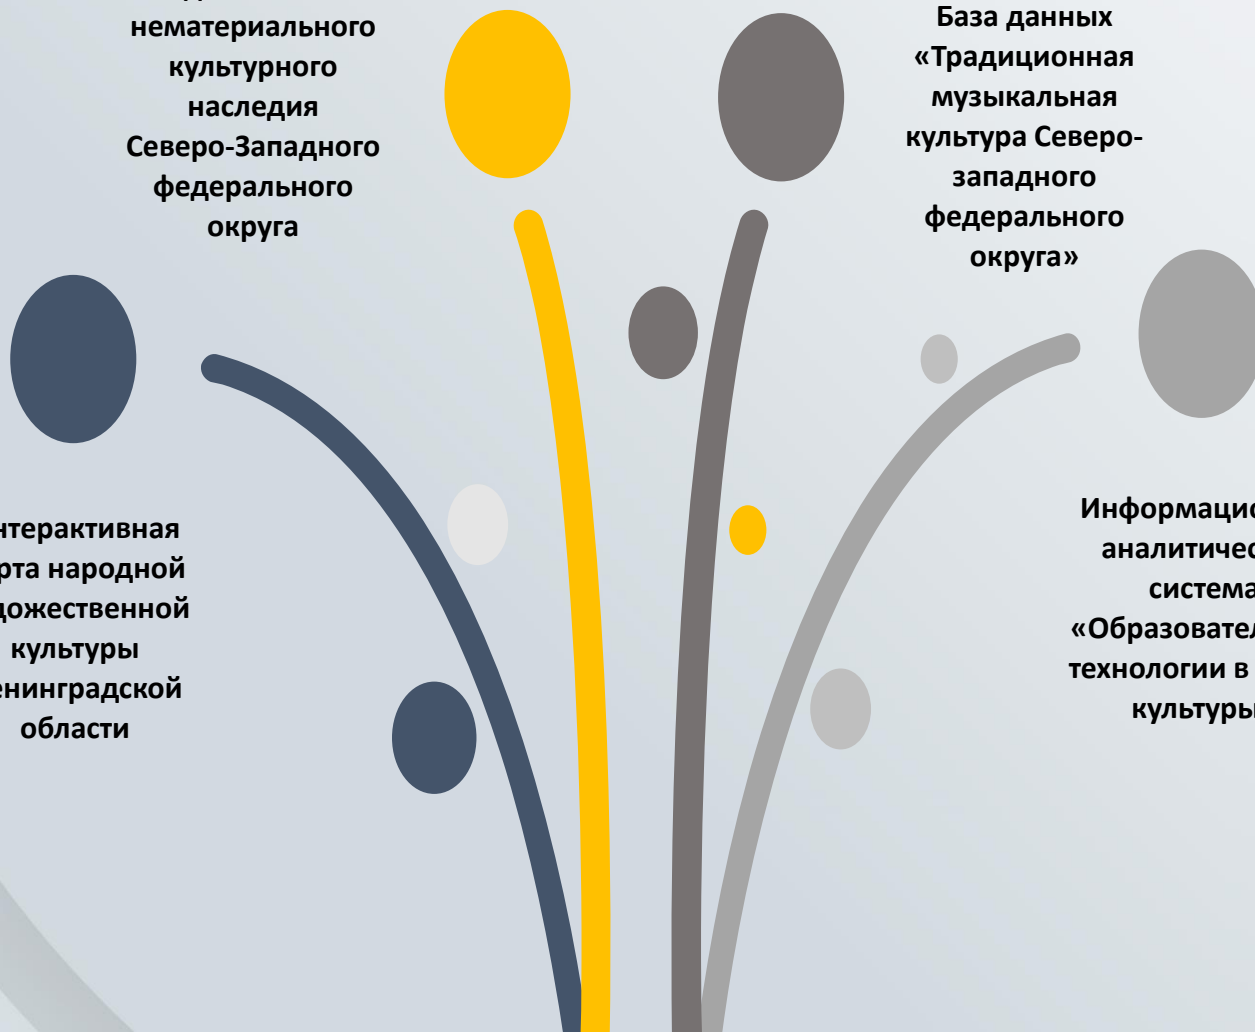 нематериального
культурного
наследия
Северо-Западного
федерального
округа
База данных
«Традиционная
музыкальная
культура Северо-
западного
федерального
округа»
нтерактивная
рта народной
дожественной
культуры
енинградской
области
Информацио
аналитичес
система
«Образовател
технологии в
культуры